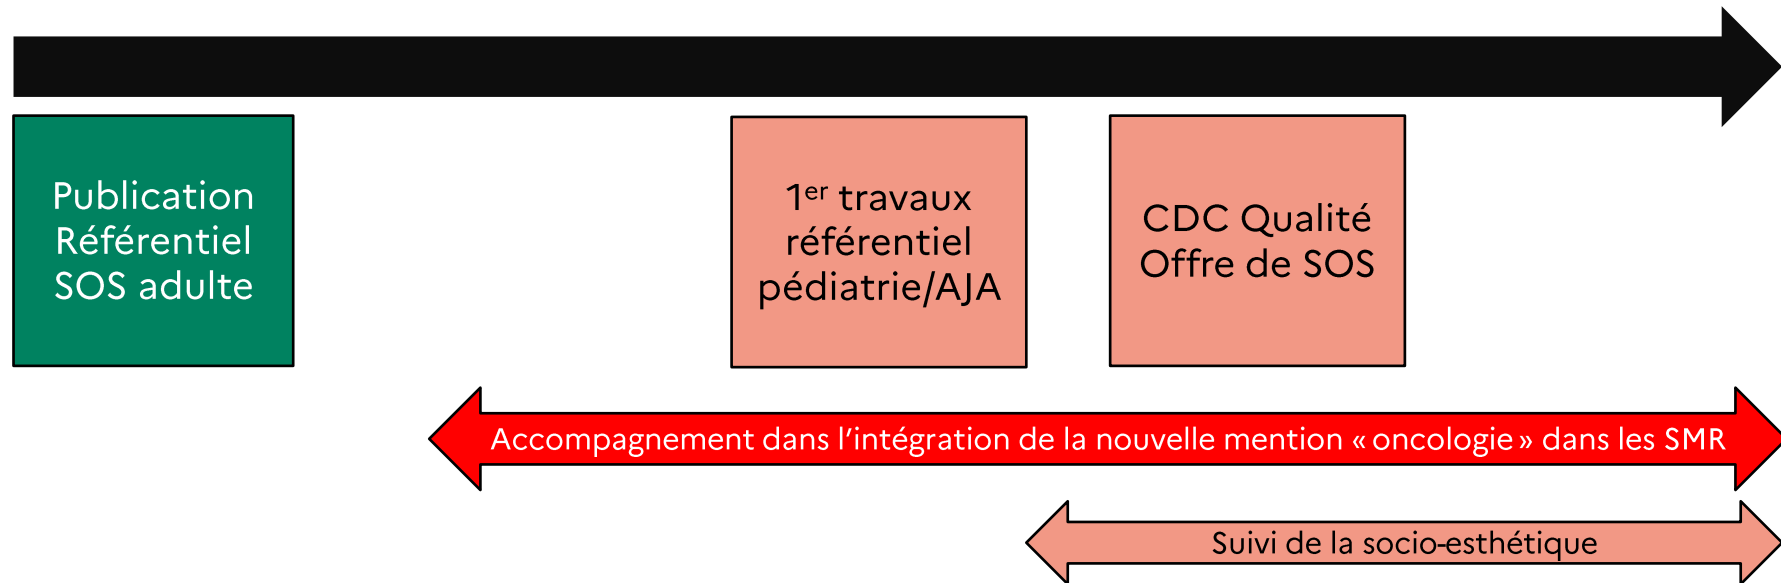 Publication
Référentiel
SOS adulte
1er travaux
référentiel
pédiatrie/AJA
CDC Qualité
Offre de SOS
Accompagnement dans l’intégration de la nouvelle mention « oncologie » dans les SMR
Suivi de la socio-esthétique